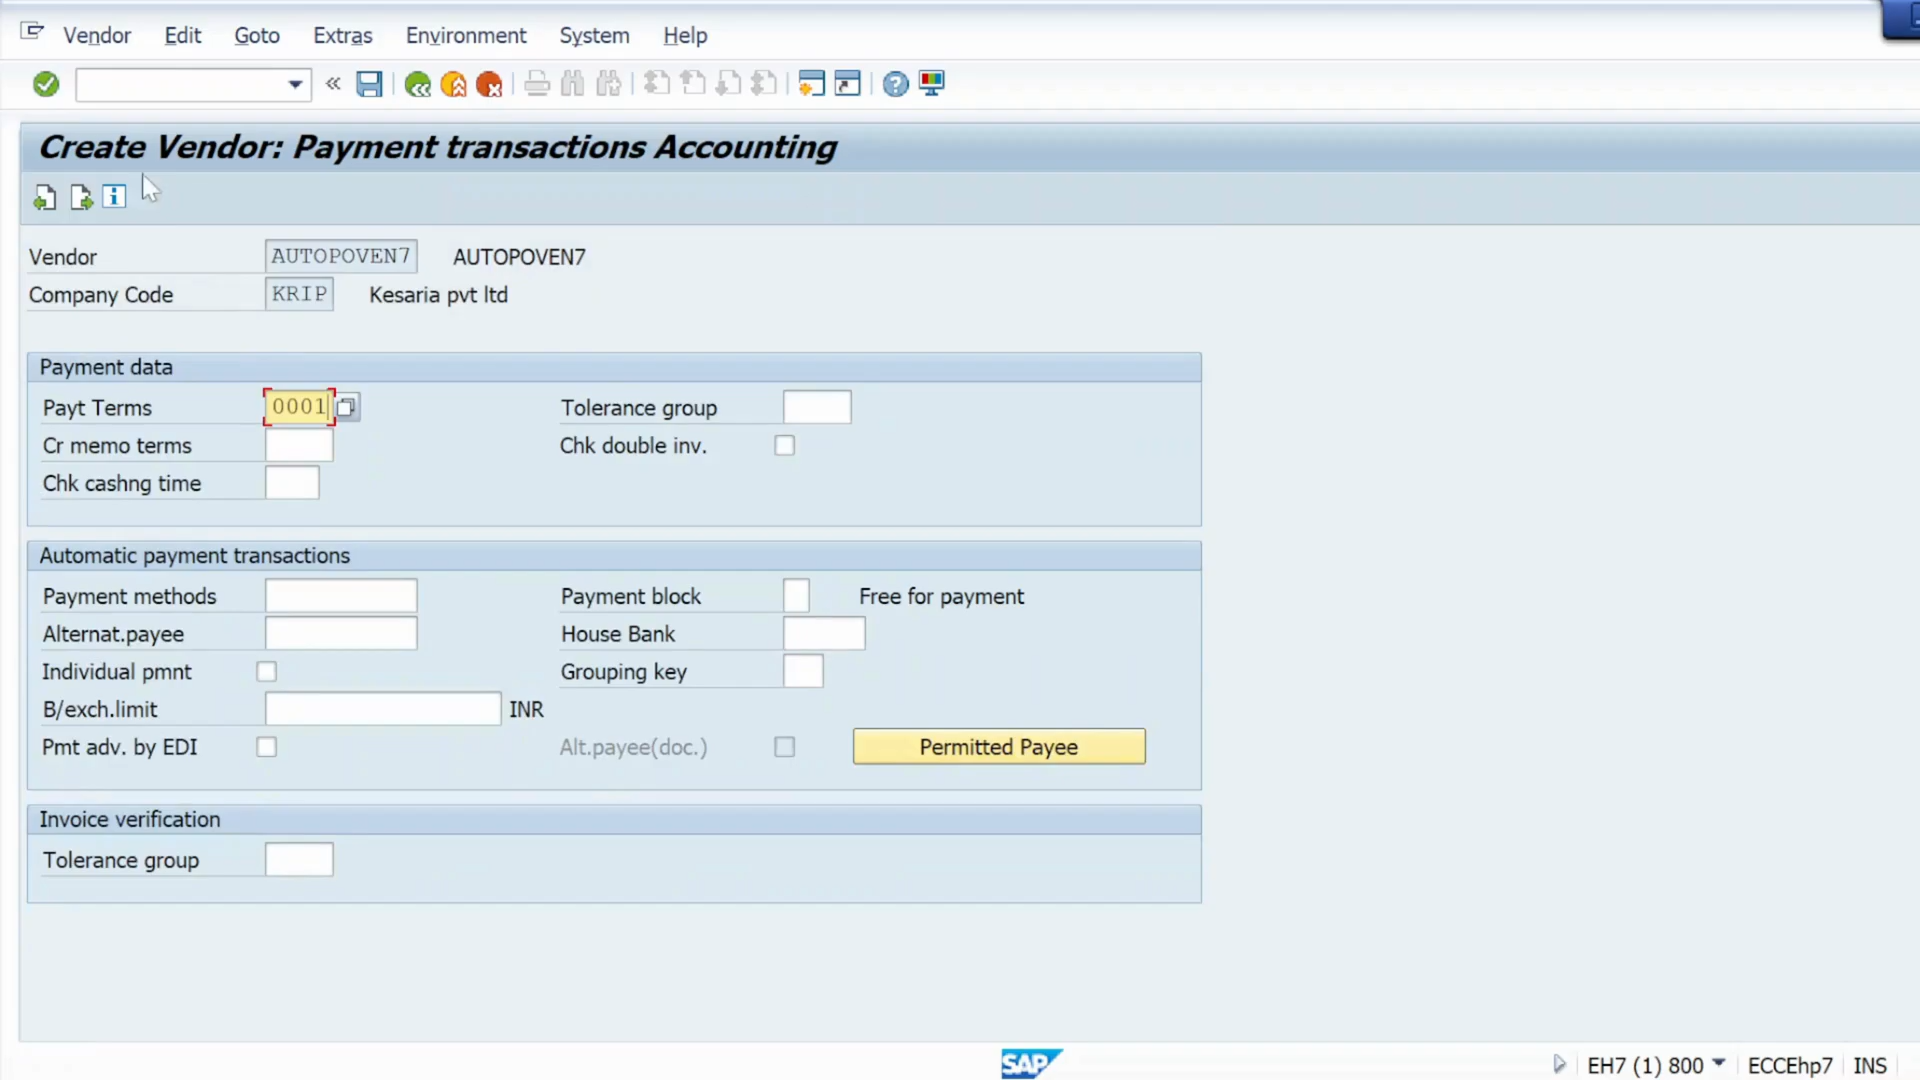 Vendor Edit Goto Extras Environment System Help
Create Vendor: Payment transactions Accounting
Vendor AUTOPOVEN7 AUTOPOVEN7
Company Code KRIP Kesaria pvt ltd
Payment data
Payt Terms 0001 Tolerance group
Cr memo terms Chk double inv.
Chk cashng time
Automatic payment transactions
Payment methods Payment block Free for payment
Alternat.payee House Bank
Individual pmnt Grouping key
B/exch.limit INR
Pmt adv. by EDI Alt.payee(doc.) Permitted Payee
Invoice verification
Tolerance group
SAP EH7 (1) 800 ECCEhp7 INS